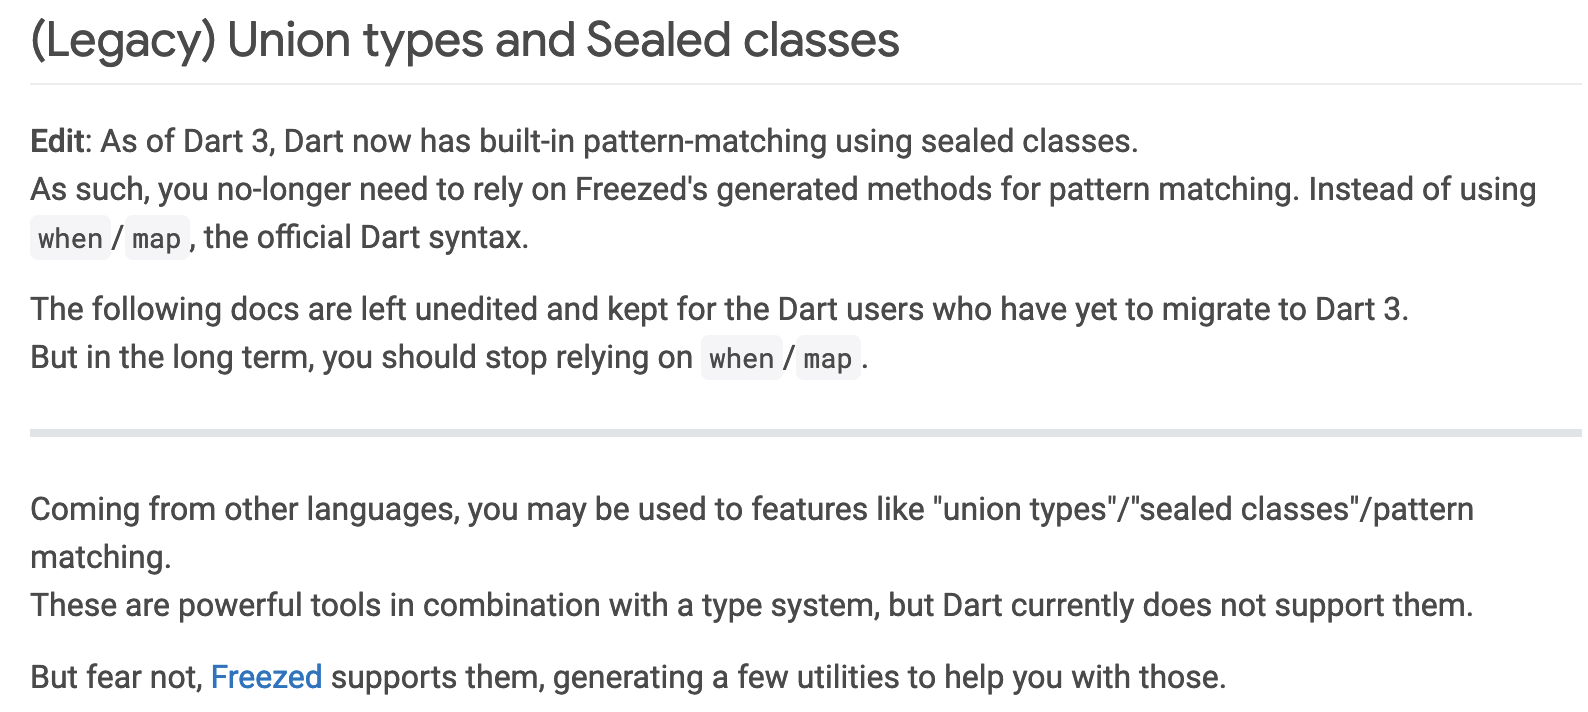 (Legacy) Union types and Sealed classes
Edit: As of Dart 3, Dart now has built-in pattern-matching using sealed classes.
As such, you no-longer need to rely on Freezed's generated methods for pattern matching. Instead of using
when / map , the official Dart syntax.
The following docs are left unedited and kept for the Dart users who have yet to migrate to Dart 3.
But in the long term, you should stop relying on when / map .
Coming from other languages, you may be used to features like "union types"/"sealed classes"/pattern
matching.
These are powerful tools in combination with a type system, but Dart currently does not support them.
But fear not, Freezed supports them, generating a few utilities to help you with those.